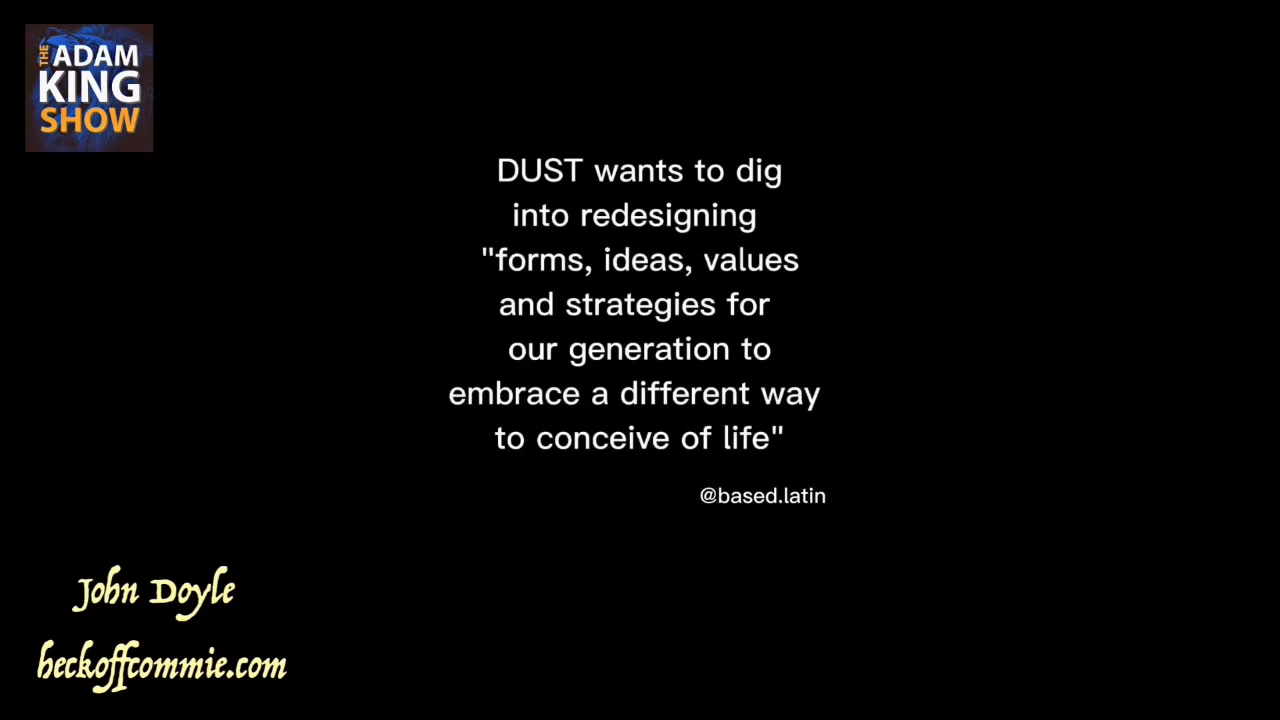 THE ADAM
KING
SHOW
DUST wants to dig
into redesigning
"forms, ideas, values
and strategies for
our generation to
embrace a different way
to conceive of life"
@based.latin
John Doyle
heckoffcommie.com